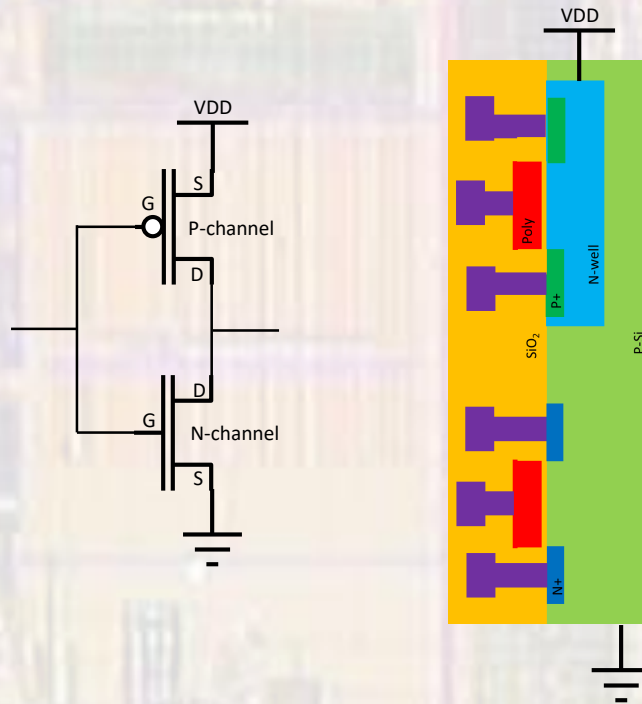 VDD
S
G
P-channel
D
D
G
N-channel
S
VDD
Poly
P+
N-well
SiO₂
P-Si
N+